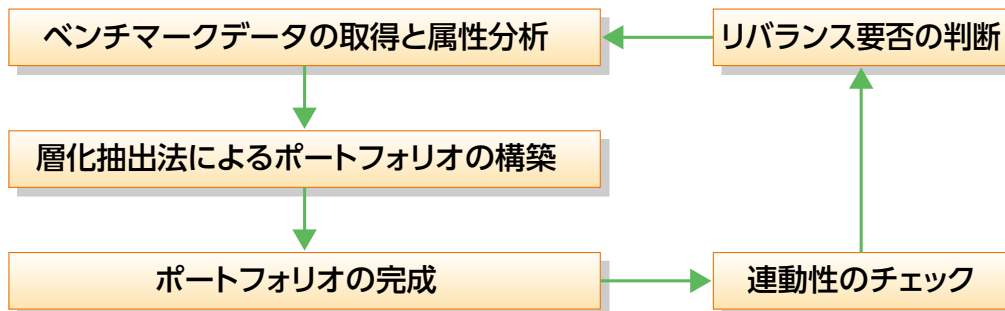 ベンチマークデータの取得と属性分析
リバランス要否の判断
層化抽出法によるポートフォリオの構築
ポートフォリオの完成
連動性のチェック